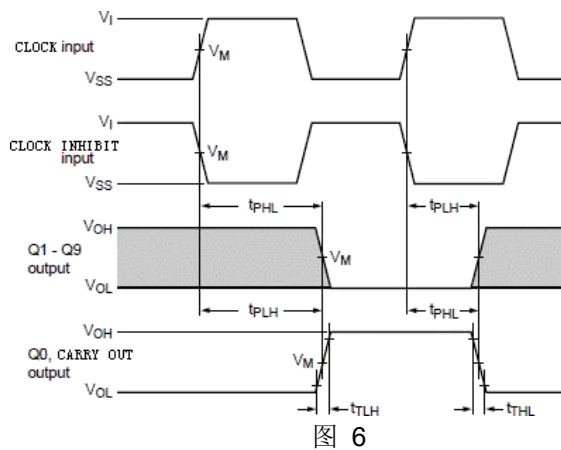 VI
CLOCK input
VM
VSS
VI
CLOCK INHIBIT
input
VM
VSS
tPHL
tPLH
VOH
Q1 - Q9
output
VM
VOL
tPLH
tPHL
VOH
Q0, CARRY OUT
output
VM
VOL
tTLH
tTHL
图 6